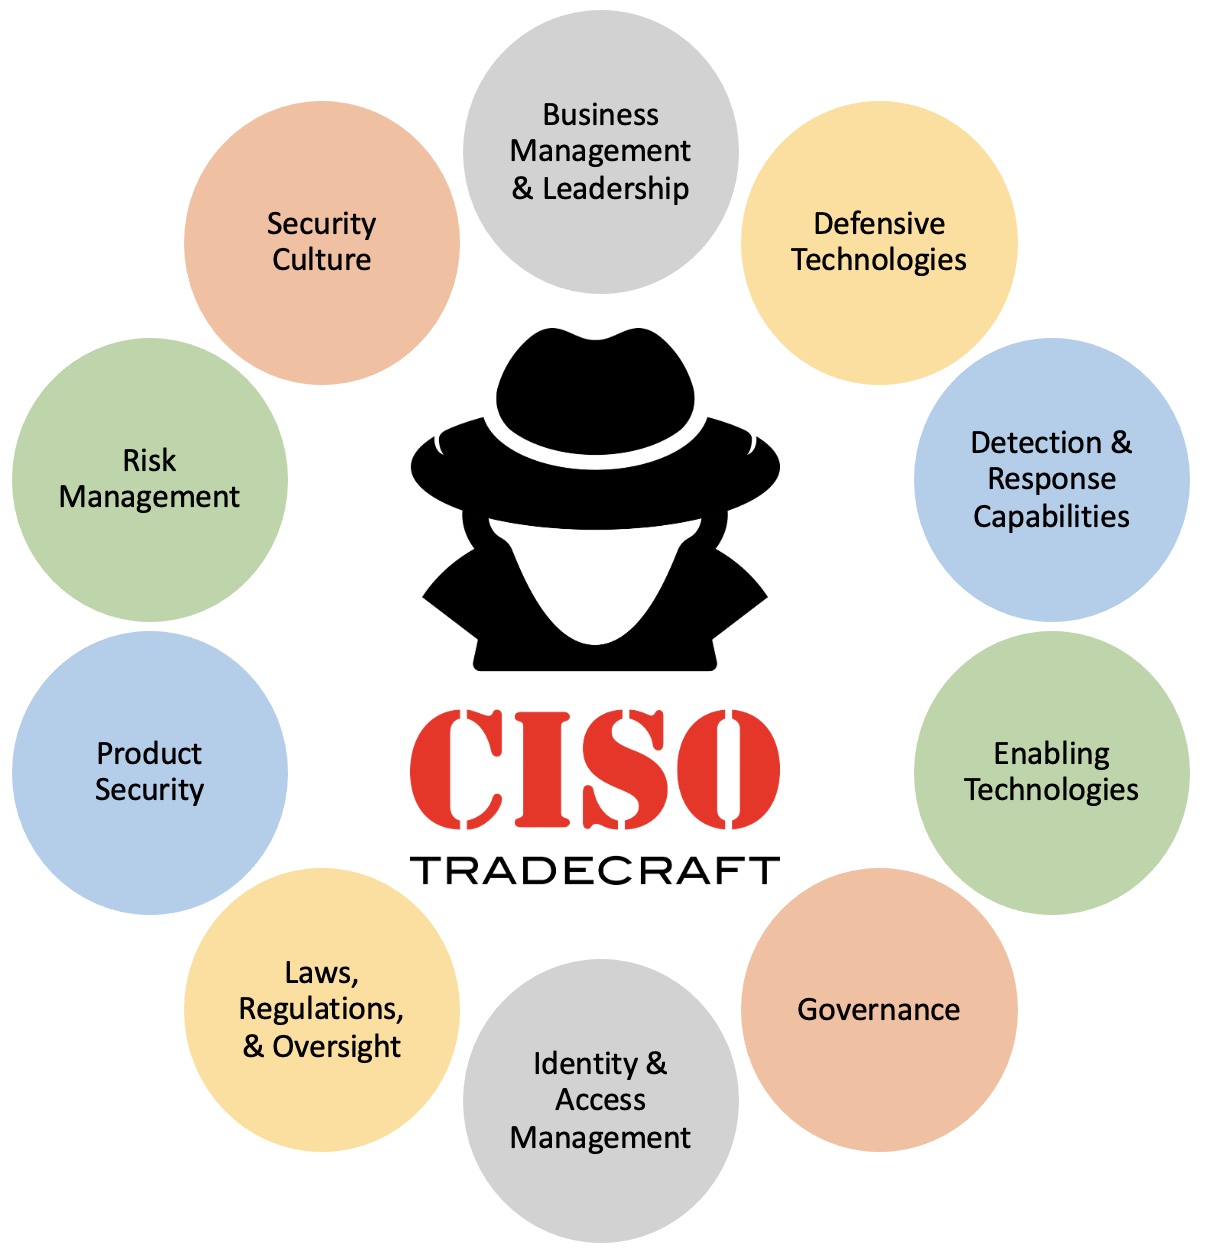 Business
Management
& Leadership
Defensive
Technologies
Detection &
Response
Capabilities
Enabling
Technologies
Governance
Identity &
Access
Management
Laws,
Regulations,
& Oversight
Product
Security
Risk
Management
Security
Culture
CISO
TRADECRAFT